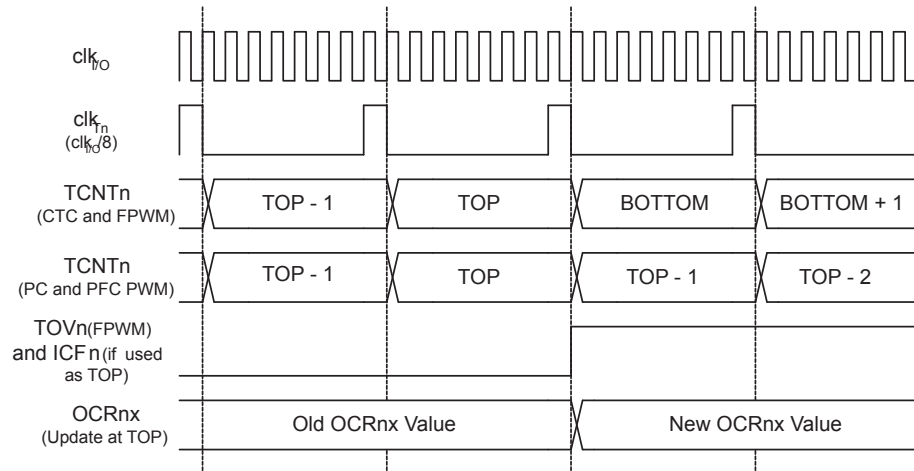 clkI/O
clkTn
(clkI/O/8)
TCNTn
(CTC and FPWM)
TOP - 1 TOP BOTTOM BOTTOM + 1
TCNTn
(PC and PFC PWM)
TOP - 1 TOP TOP - 1 TOP - 2
TOVn(FPWM)
and ICFn(if used
as TOP)
OCRnx
(Update at TOP)
Old OCRnx Value New OCRnx Value